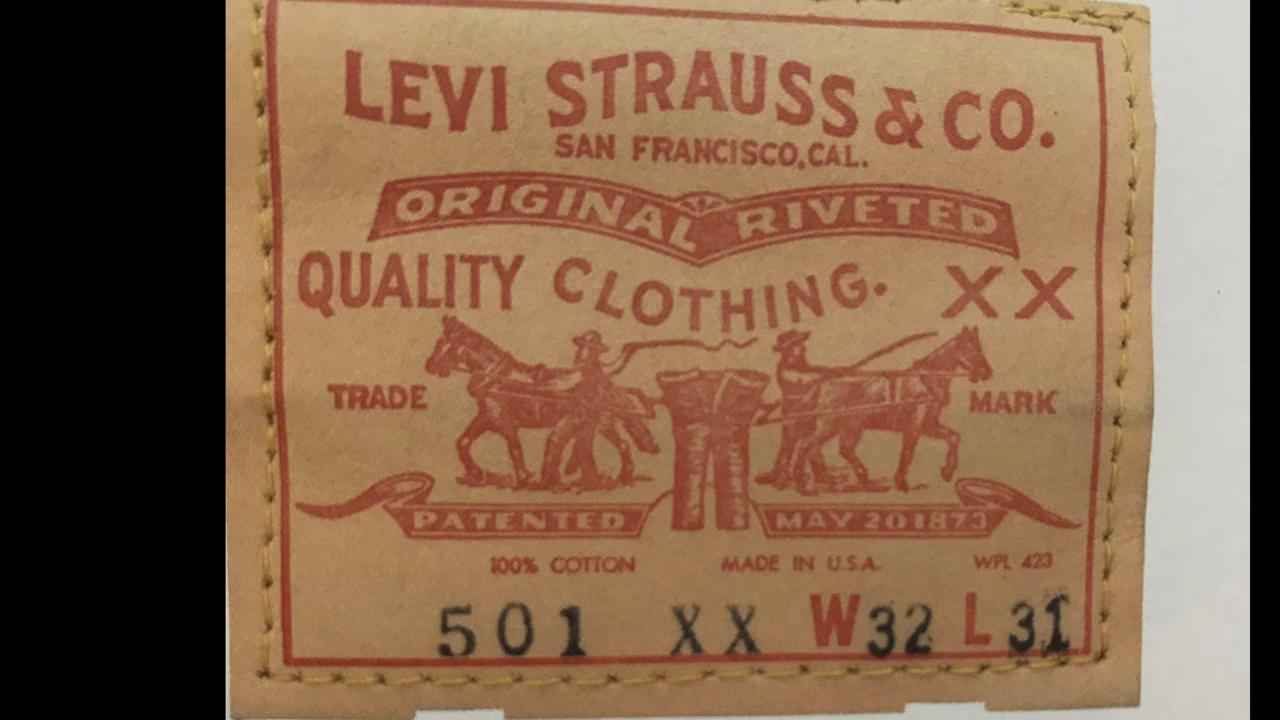 LEVI STRAUSS & CO.
SAN FRANCISCO, CAL.
ORIGINAL RIVETED
QUALITY CLOTHING. XX
TRADE MARK
PATENTED MAY 20 1873
100% COTTON MADE IN U.S.A. WPL 423
501 XX W32 L31